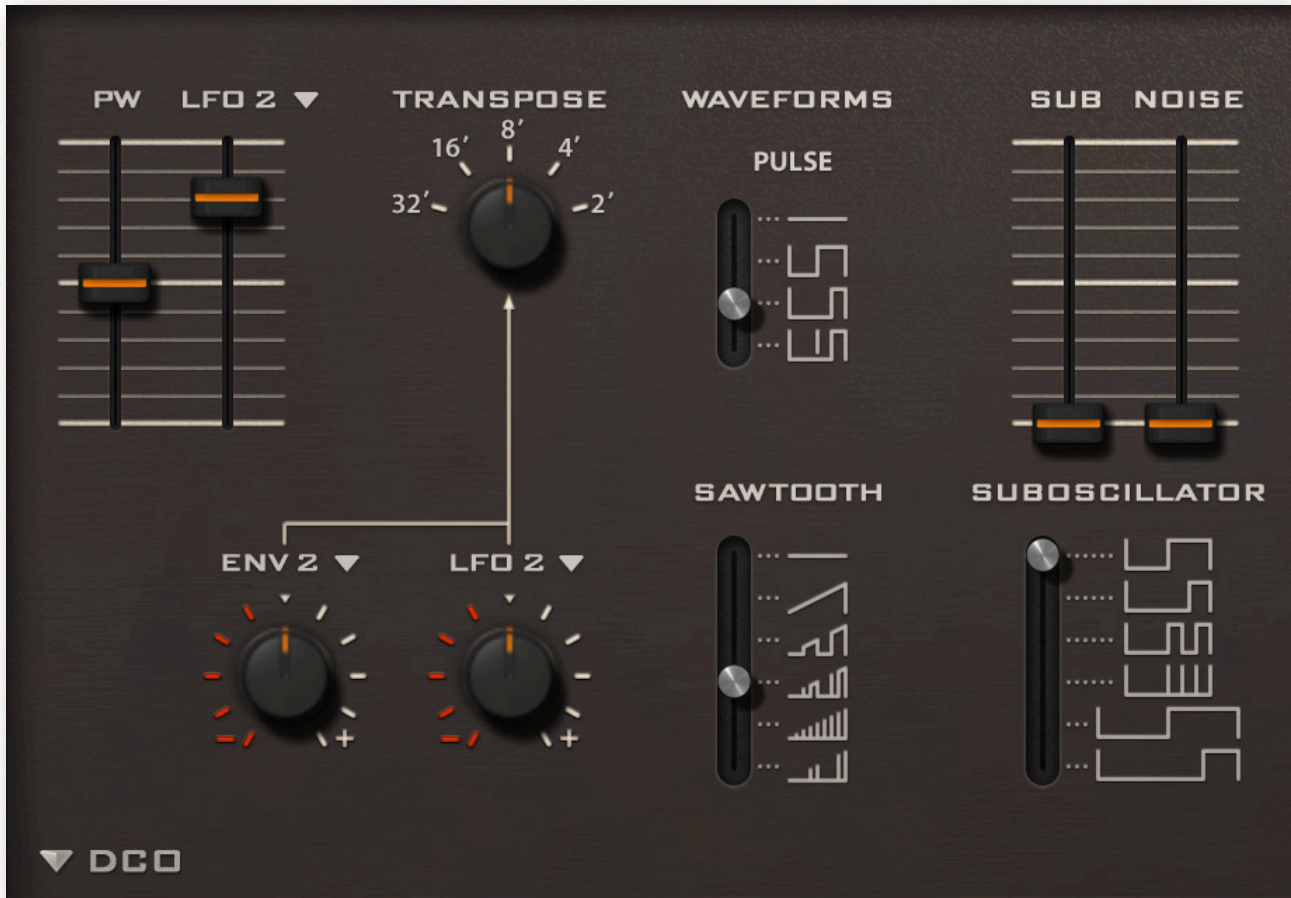 PW LFO 2 TRANSPOSE WAVEFORMS SUB NOISE
8′
16′ 4′
PULSE
32′ 2′
SAWTOOTH SUBOSCILLATOR
ENV 2 LFO 2
- + - +
DCO